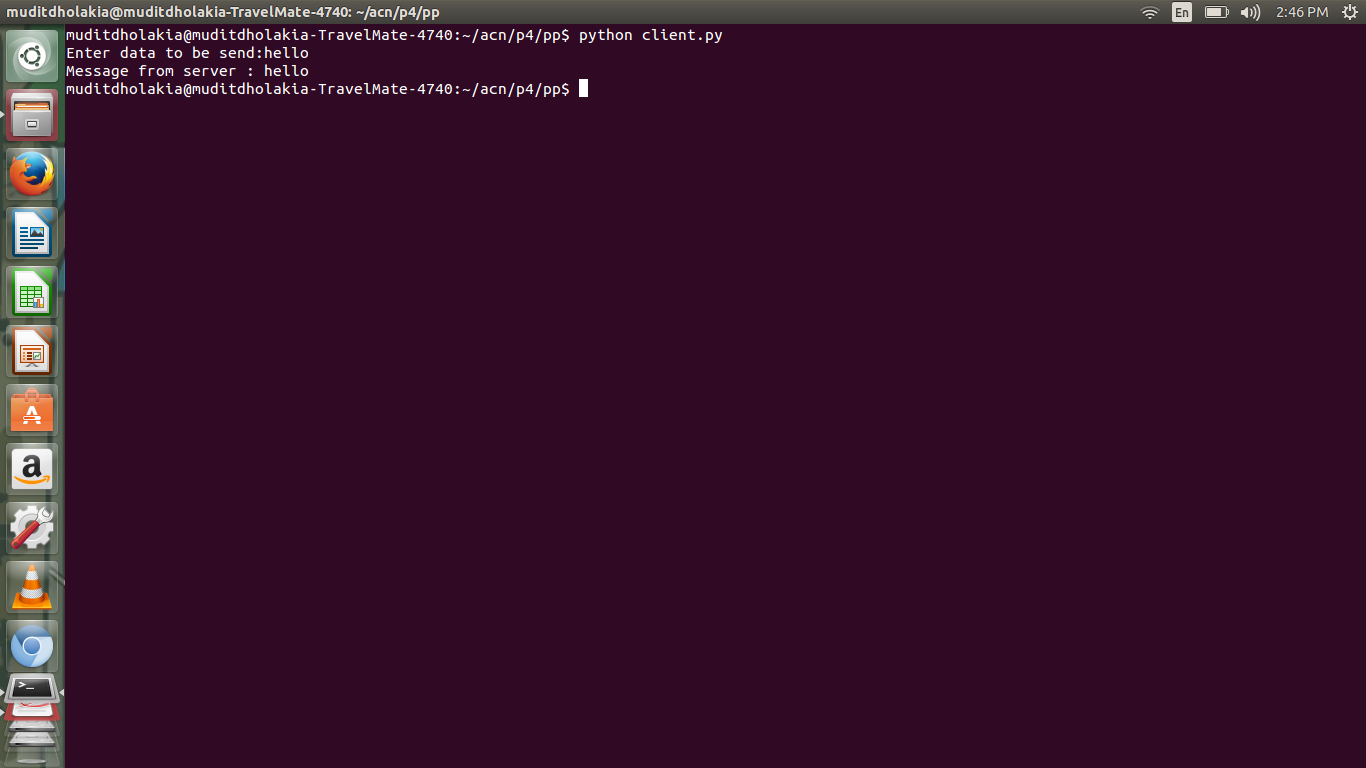 muditdholakia@muditdholakia-TravelMate-4740: ~/acn/p4/pp
En
2:46 PM
muditdholakia@muditdholakia-TravelMate-4740:~/acn/p4/pp$ python client.py
Enter data to be send:hello
Message from server : hello
muditdholakia@muditdholakia-TravelMate-4740:~/acn/p4/pp$
A
a
>_